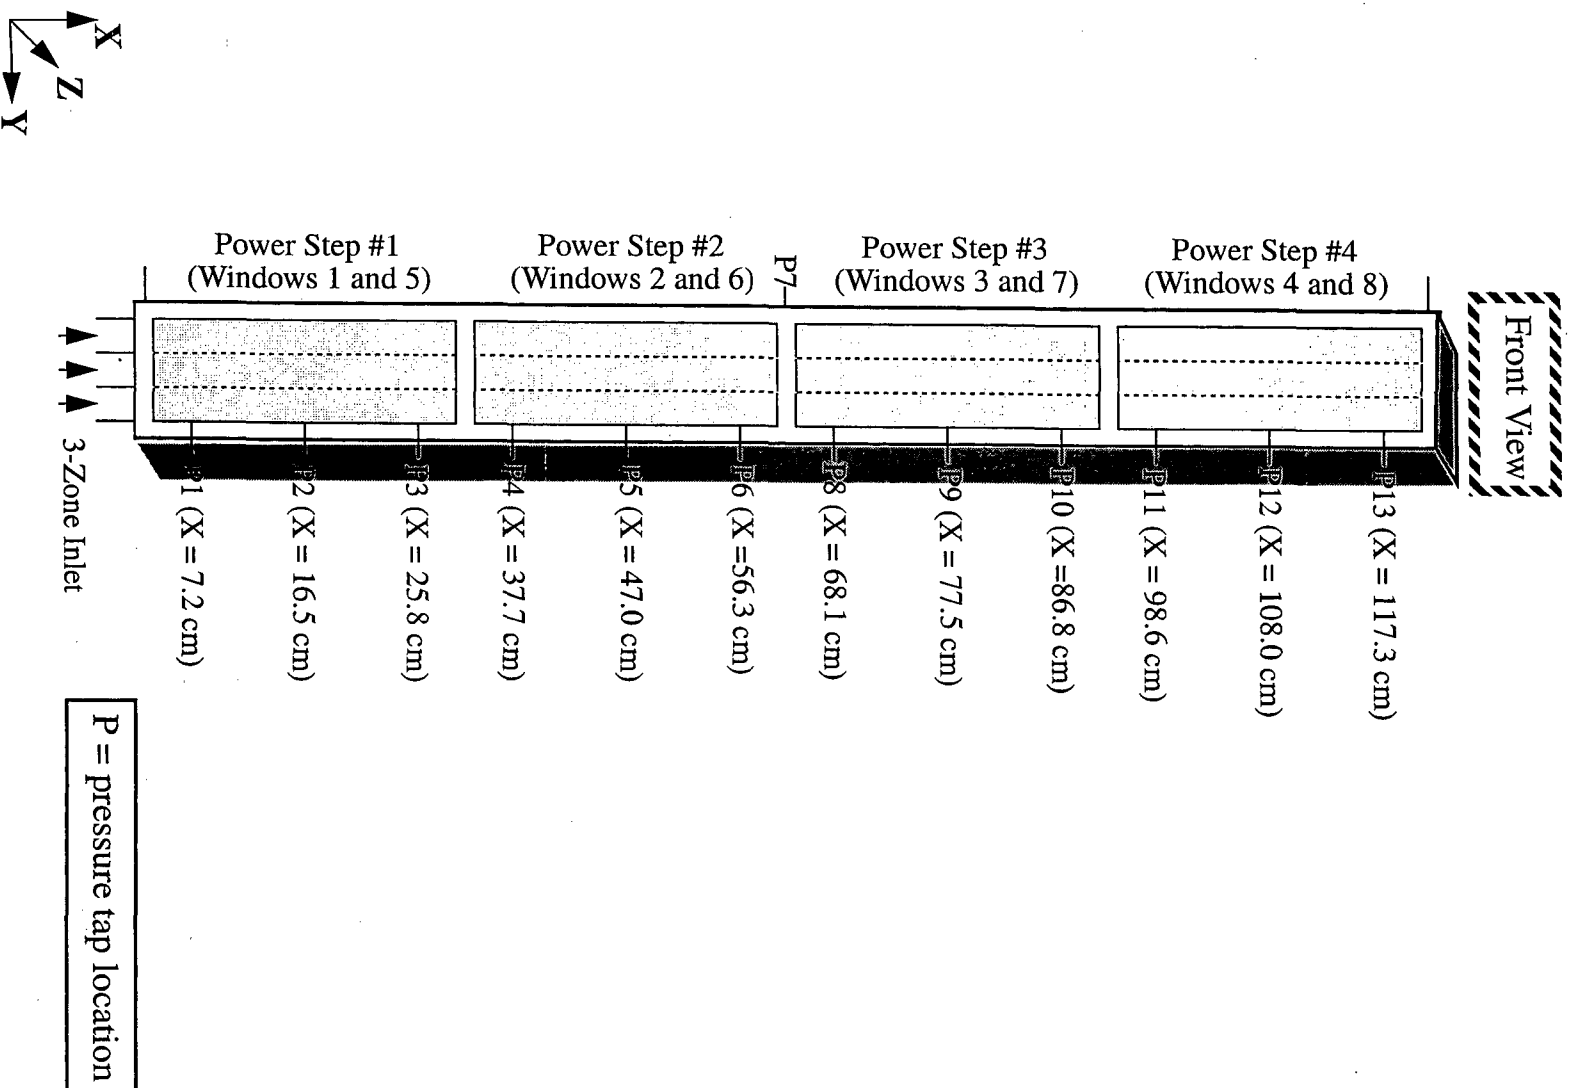 X
Z
Y
Front View
Power Step #1
(Windows 1 and 5)
Power Step #2
(Windows 2 and 6)
P7
Power Step #3
(Windows 3 and 7)
Power Step #4
(Windows 4 and 8)
3-Zone Inlet
P1 (X = 7.2 cm)
P2 (X = 16.5 cm)
P3 (X = 25.8 cm)
P4 (X = 37.7 cm)
P5 (X = 47.0 cm)
P6 (X =56.3 cm)
P8 (X = 68.1 cm)
P9 (X = 77.5 cm)
P10 (X =86.8 cm)
P11 (X = 98.6 cm)
P12 (X = 108.0 cm)
P13 (X = 117.3 cm)
P = pressure tap location